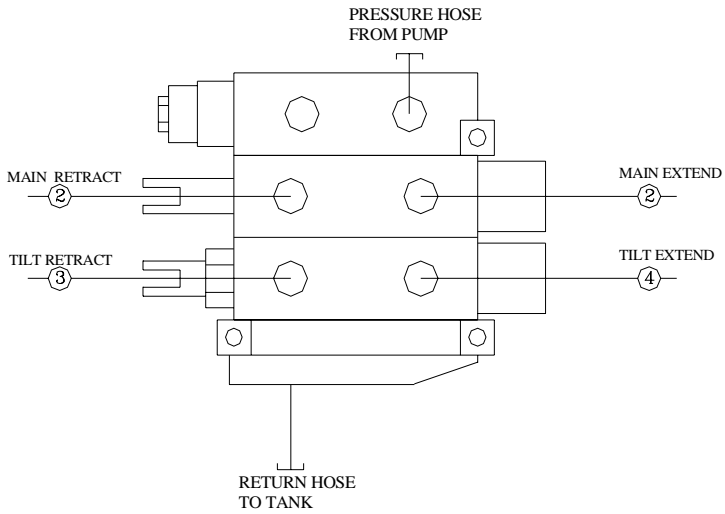 PRESSURE HOSE
FROM PUMP
MAIN RETRACT
2
MAIN EXTEND
2
TILT RETRACT
3
TILT EXTEND
4
RETURN HOSE
TO TANK